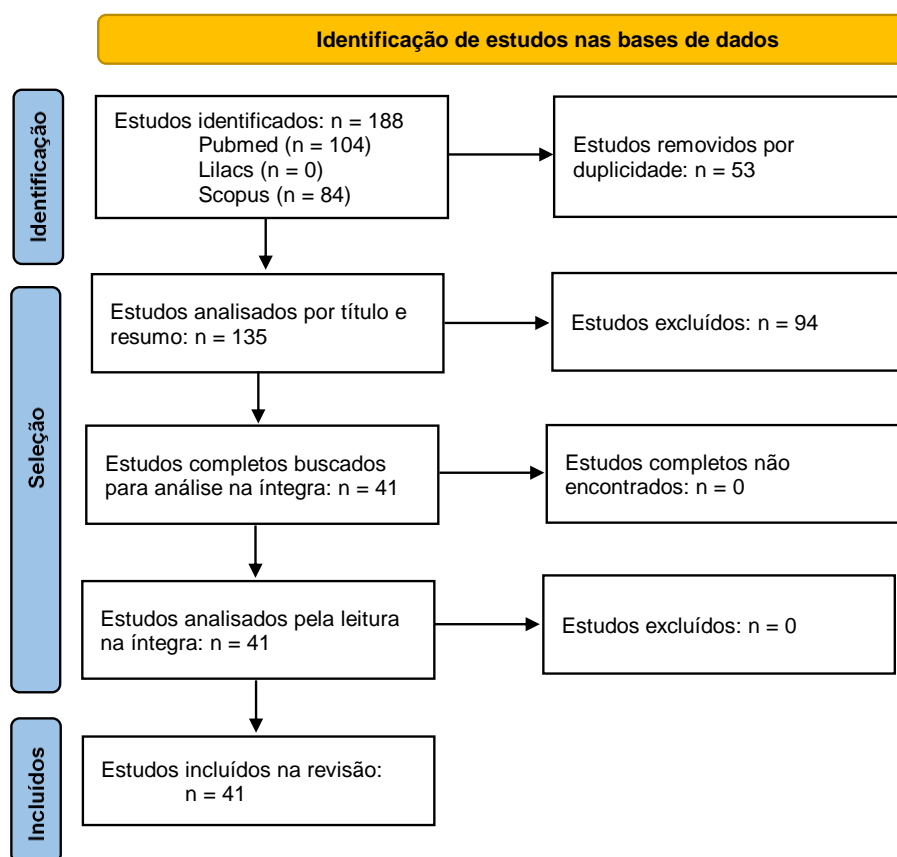 Identificação de estudos nas bases de dados
Identificação
Estudos identificados: n = 188
Pubmed (n = 104)
Lilacs (n = 0)
Scopus (n = 84)
Estudos removidos por
duplicidade: n = 53
Seleção
Estudos analisados por título e
resumo: n = 135
Estudos excluídos: n = 94
Estudos completos buscados
para análise na íntegra: n = 41
Estudos completos não
encontrados: n = 0
Estudos analisados pela leitura
na íntegra: n = 41
Estudos excluídos: n = 0
Incluídos
Estudos incluídos na revisão:
n = 41